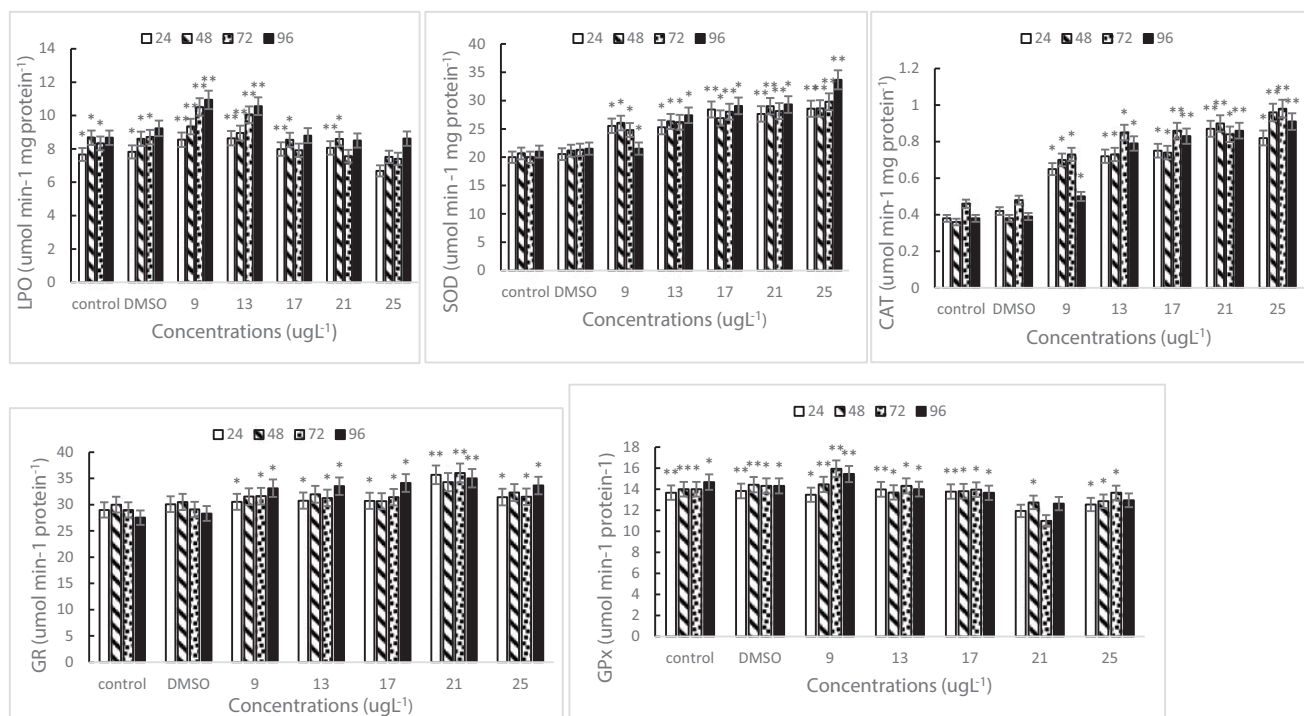 24 48 72 96
LPO (umol min-1 mg protein-1)
14
12
10
8
6
4
2
0
control DMSO 9 13 17 21 25
Concentrations (ugL-1)
24 48 72 96
SOD (umol min-1 mg protein-1)
40
35
30
25
20
15
10
5
0
control DMSO 9 13 17 21 25
Concentrations (ugL-1)
24 48 72 96
CAT (umol min-1 mg protein-1)
1.2
1
0.8
0.6
0.4
0.2
0
control DMSO 9 13 17 21 25
Concentrations (ugL-1)
24 48 72 96
GR (umol min-1 protein-1)
40
35
30
25
20
15
10
5
0
control DMSO 9 13 17 21 25
Concentrations (ugL-1)
24 48 72 96
GPx (umol min-1 protein-1)
18
16
14
12
10
8
6
4
2
0
control DMSO 9 13 17 21 25
Concentrations (ugL-1)